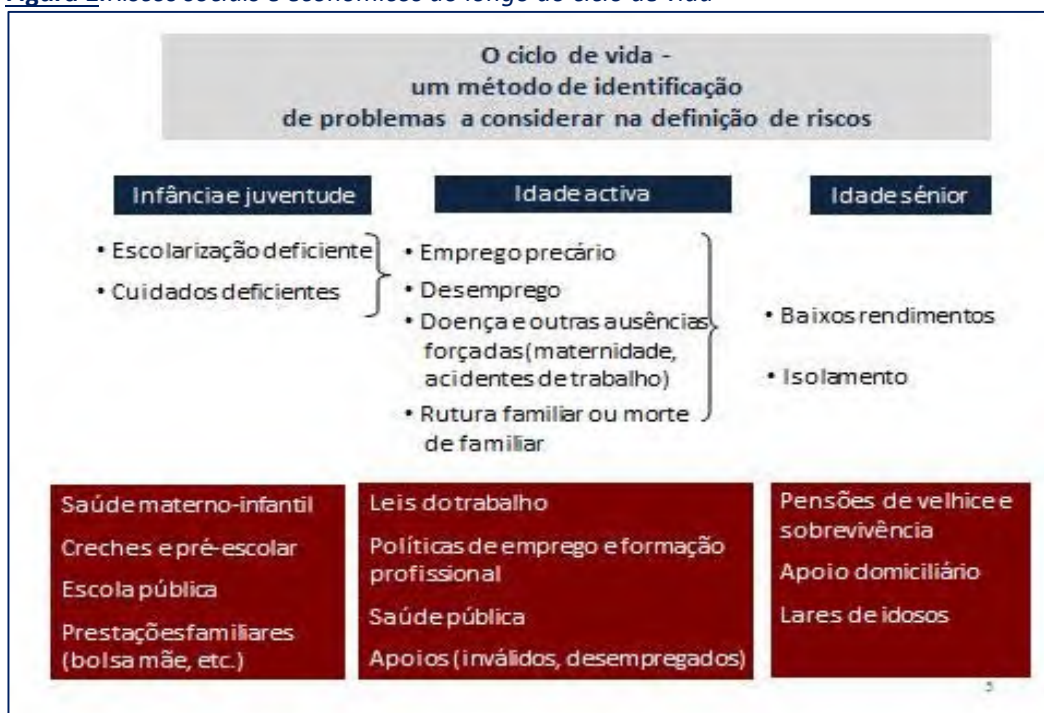 O ciclo de vida -
um método de identificação
de problemas a considerar na definição de riscos
Infância e juventude
• Escolarização deficiente
• Cuidados deficientes
Idade activa
• Emprego precário
• Desemprego
• Doença e outras ausências
forçadas (maternidade,
acidentes de trabalho)
• Rutura familiar ou morte
de familiar
Idade sénior
• Baixos rendimentos
• Isolamento
Saúde materno-infantil
Creches e pré-escolar
Escola pública
Prestações familiares
(bolsa mãe, etc.)
Leis do trabalho
Políticas de emprego e formação
profissional
Saúde pública
Apoios (inválidos, desempregados)
Pensões de velhice e
sobrevivência
Apoio domiciliário
Lares de idosos